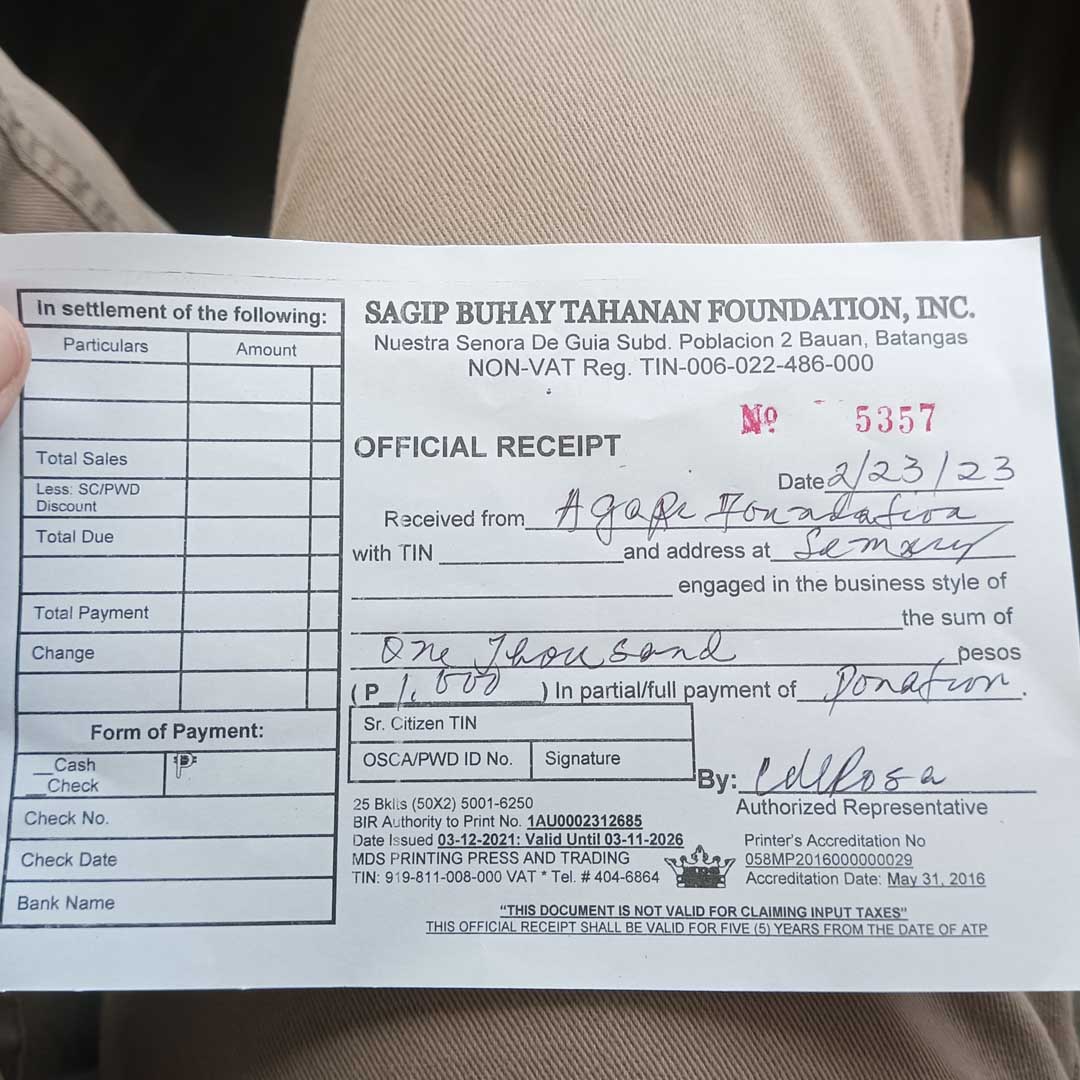 In settlement of the following:
Particulars Amount
Total Sales
Less: SC/PWD
Discount
Total Due
Total Payment
Change
Form of Payment:
__Cash ₱
__Check
Check No.
Check Date
Bank Name
SAGIP BUHAY TAHANAN FOUNDATION, INC.
Nuestra Senora De Guia Subd. Poblacion 2 Bauan, Batangas
NON-VAT Reg. TIN-006-022-486-000
№ 5357
OFFICIAL RECEIPT
Date 2/23/23
Received from Agape Foundation
with TIN and address at
engaged in the business style of
the sum of
One Thousand pesos
(P 1,000) In partial/full payment of Donation.
Sr. Citizen TIN
OSCA/PWD ID No. Signature
By:
Authorized Representative
25 Bklts (50X2) 5001-6250
BIR Authority to Print No. 1AU0002312685
Date Issued 03-12-2021: Valid Until 03-11-2026
MDS PRINTING PRESS AND TRADING
TIN: 919-811-008-000 VAT * Tel. # 404-6864
Printer's Accreditation No
058MP2016000000029
Accreditation Date: May 31, 2016
"THIS DOCUMENT IS NOT VALID FOR CLAIMING INPUT TAXES"
THIS OFFICIAL RECEIPT SHALL BE VALID FOR FIVE (5) YEARS FROM THE DATE OF ATP